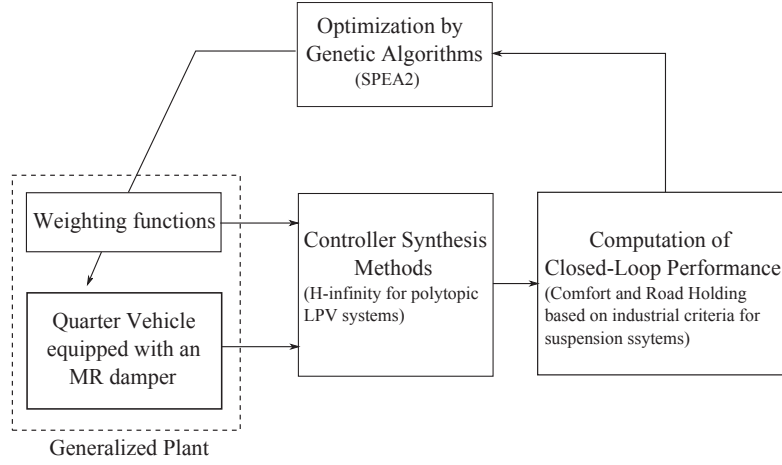 Optimization by
Genetic Algorithms
(SPEA2)
Weighting functions
Quarter Vehicle
equipped with an
MR damper
Generalized Plant
Controller Synthesis
Methods
(H-infinity for polytopic
LPV systems)
Computation of
Closed-Loop Performance
(Comfort and Road Holding
based on industrial criteria for
suspension ssytems)